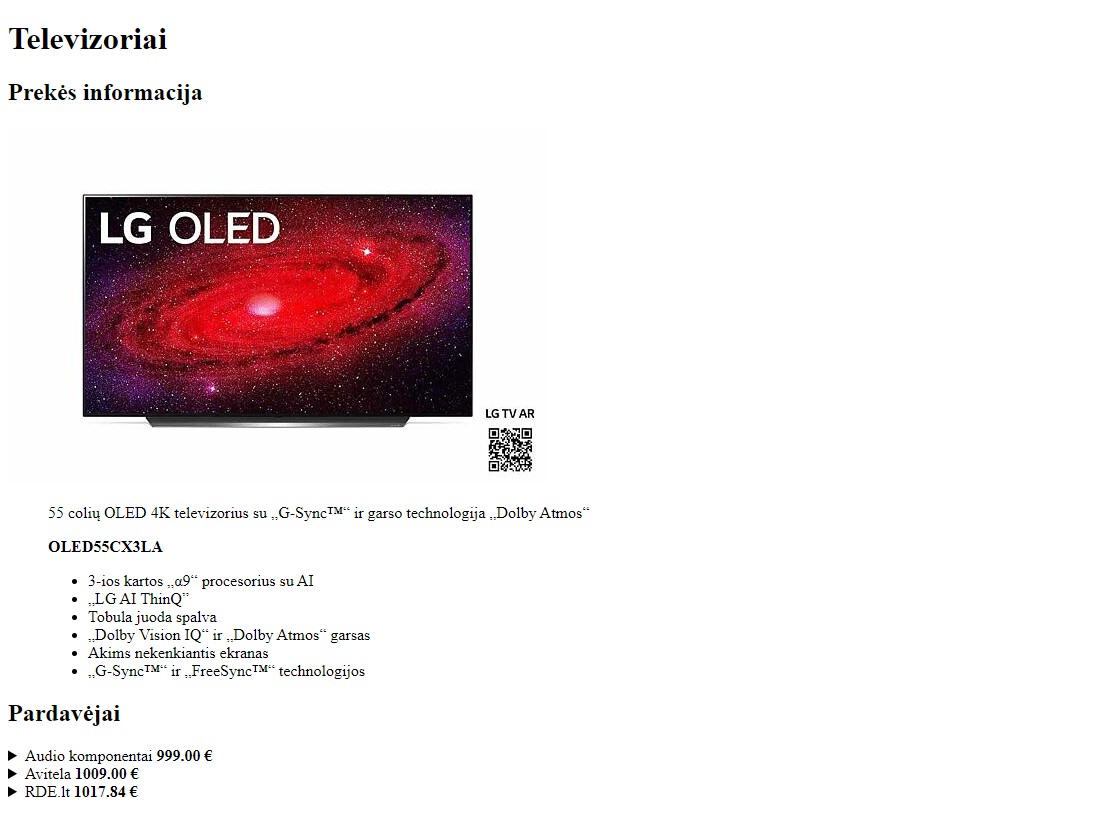 Televizoriai
Prekės informacija
LG OLED
LG TV AR
55 colių OLED 4K televizorius su „G-Sync™“ ir garso technologija „Dolby Atmos“
OLED55CX3LA
3-ios kartos „α9“ procesorius su AI
„LG AI ThinQ”
Tobula juoda spalva
„Dolby Vision IQ“ ir „Dolby Atmos“ garsas
Akims nekenkiantis ekranas
„G-Sync™“ ir „FreeSync™“ technologijos
Pardavėjai
Audio komponentai 999.00 €
Avitela 1009.00 €
RDE.lt 1017.84 €